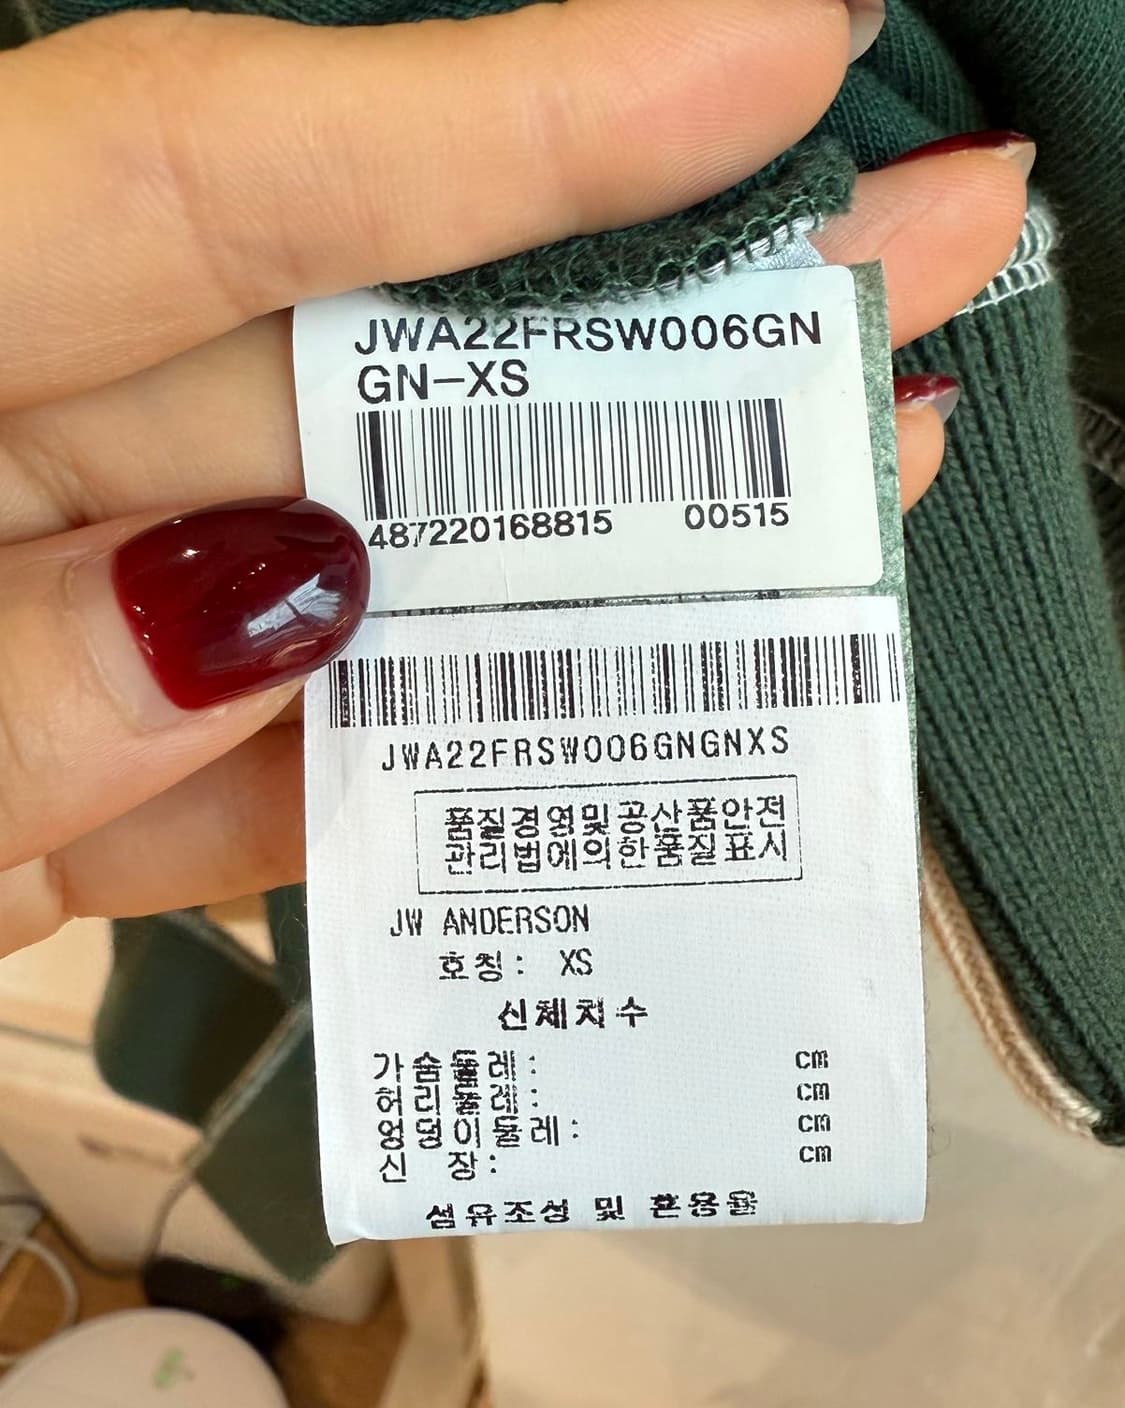 JWA22FRSW006GN
GN-XS
487220168815 00515
JWA22FRSW006GNGNXS
품질경영및공산품안전
관리법에의한품질표시
JW ANDERSON
호칭: XS
신체치수
가슴둘레: cm
허리둘레: cm
엉덩이둘레: cm
신 장: cm
섬유조성 및 혼용율